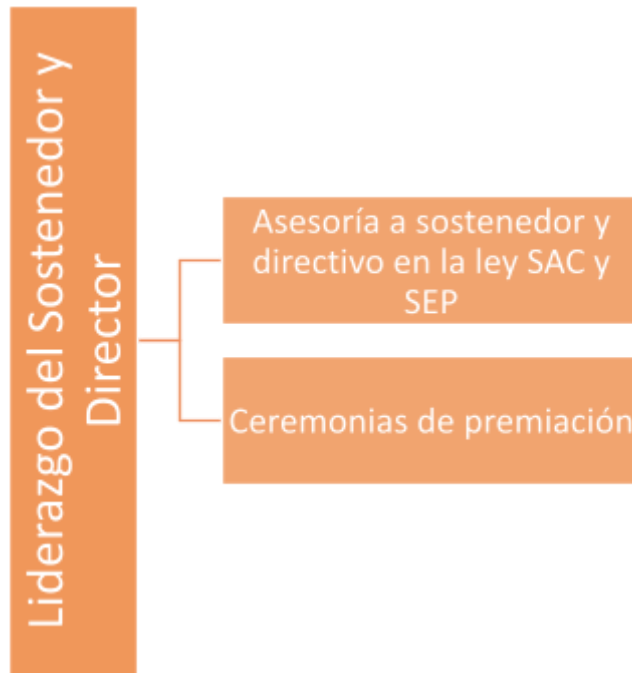 Liderazgo del Sostenedor y
Director
Asesoría a sostenedor y
directivo en la ley SAC y
SEP
Ceremonias de premiación